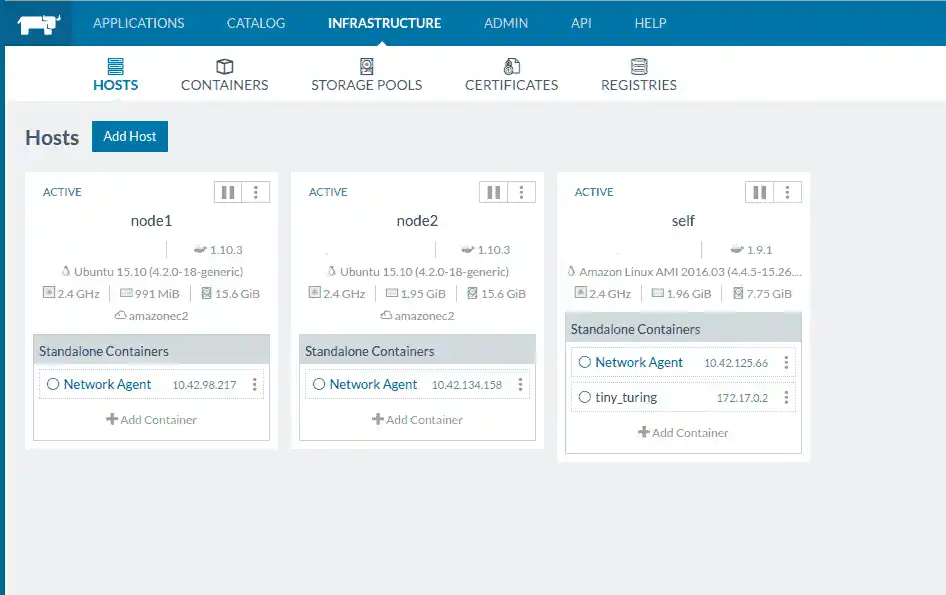 APPLICATIONS CATALOG INFRASTRUCTURE ADMIN API HELP
HOSTS CONTAINERS STORAGE POOLS CERTIFICATES REGISTRIES
Hosts Add Host
ACTIVE
node1
1.10.3
Ubuntu 15.10 (4.2.0-18-generic)
2.4 GHz 991 MiB 15.6 GiB
amazonec2
Standalone Containers
Network Agent 10.42.98.217
Add Container
ACTIVE
node2
1.10.3
Ubuntu 15.10 (4.2.0-18-generic)
2.4 GHz 1.95 GiB 15.6 GiB
amazonec2
Standalone Containers
Network Agent 10.42.134.158
Add Container
ACTIVE
self
1.9.1
Amazon Linux AMI 2016.03 (4.4.5-15.26....
2.4 GHz 1.96 GiB 7.75 GiB
Standalone Containers
Network Agent 10.42.125.66
tiny_turing 172.17.0.2
Add Container